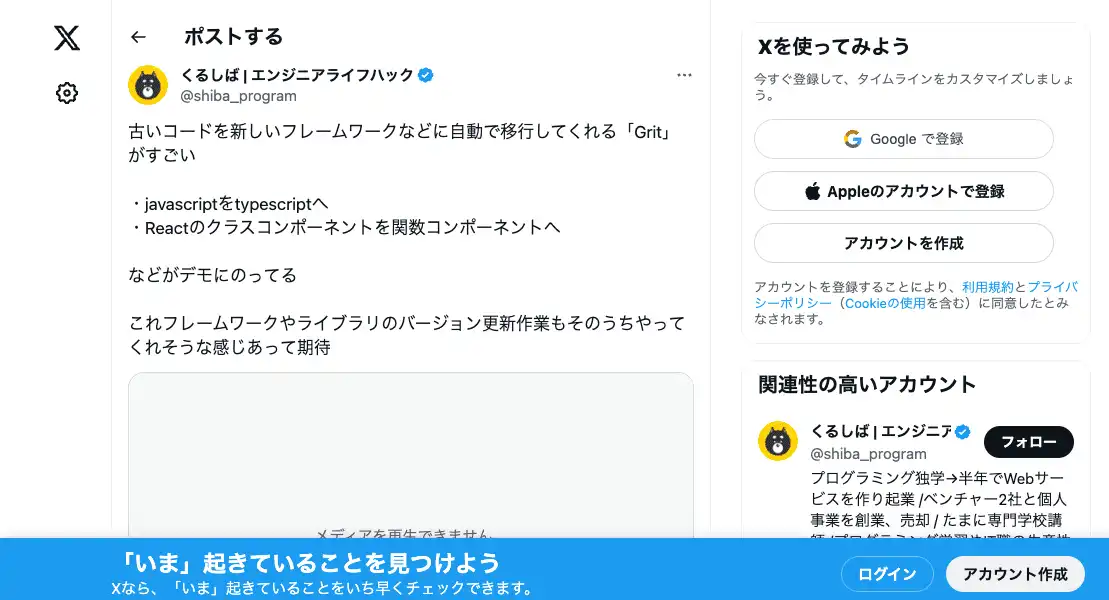 ポストする
くるしば | エンジニアライフハック
@shiba_program
古いコードを新しいフレームワークなどに自動で移行してくれる「Grit」
がすごい
・javascriptをtypescriptへ
・Reactのクラスコンポーネントを関数コンポーネントへ
などがデモにのってる
これフレームワークやライブラリのバージョン更新作業もそのうちやって
くれそうな感じあって期待
メディアを再生できません
Xを使ってみよう
今すぐ登録して、タイムラインをカスタマイズしましょ
う。
Google で登録
Appleのアカウントで登録
アカウントを作成
アカウントを登録することにより、利用規約とプライバ
シーポリシー（Cookieの使用を含む）に同意したとみ
なされます。
関連性の高いアカウント
くるしば | エンジニア
@shiba_program
フォロー
プログラミング独学→半年でWebサー
ビスを作り起業 /ベンチャー2社と個人
事業を創業、売却 / たまに専門学校講
師 /プログラミング学習やIT職の生産性
「いま」起きていることを見つけよう
Xなら、「いま」起きていることをいち早くチェックできます。
ログイン
アカウント作成